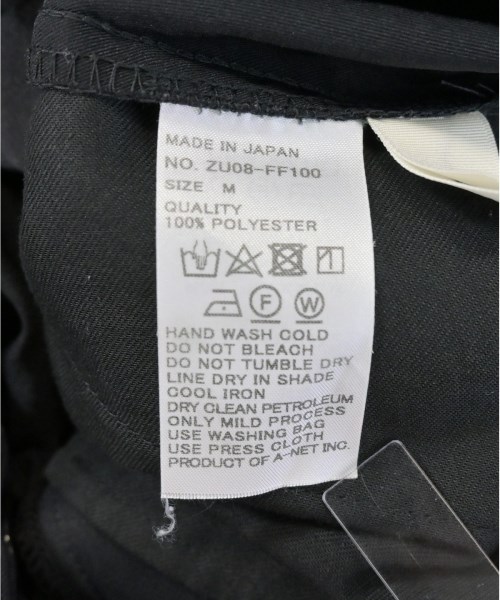 MADE IN JAPAN
NO. ZU08-FF100
SIZE M
QUALITY
100% POLYESTER
F W
HAND WASH COLD
DO NOT BLEACH
DO NOT TUMBLE DRY
LINE DRY IN SHADE
COOL IRON
DRY CLEAN PETROLEUM
ONLY MILD PROCESS
USE WASHING BAG
USE PRESS CLOTH
PRODUCT OF A-NET INC.